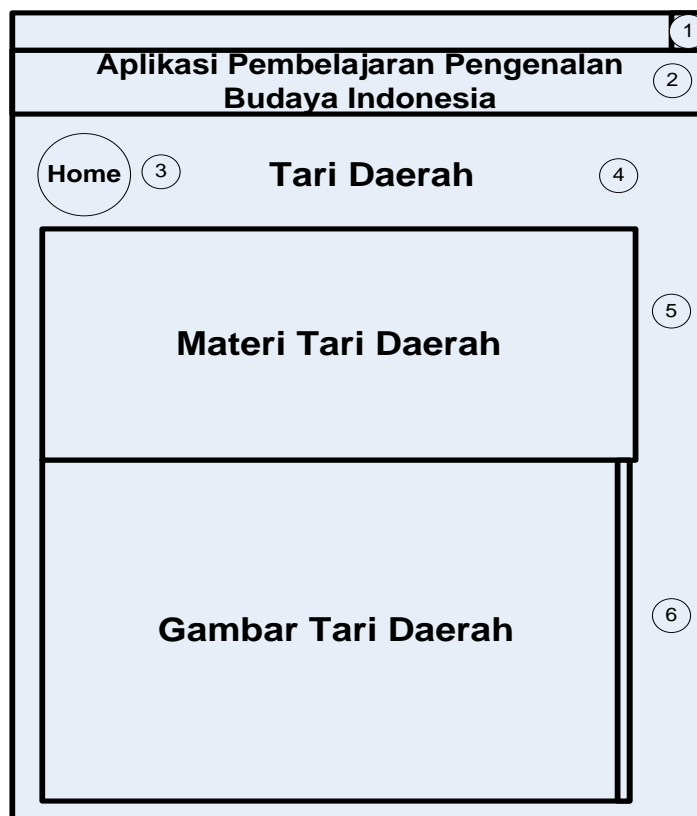 1
Aplikasi Pembelajaran Pengenalan
Budaya Indonesia
2
Home
3
Tari Daerah
4
5
Materi Tari Daerah
Gambar Tari Daerah
6